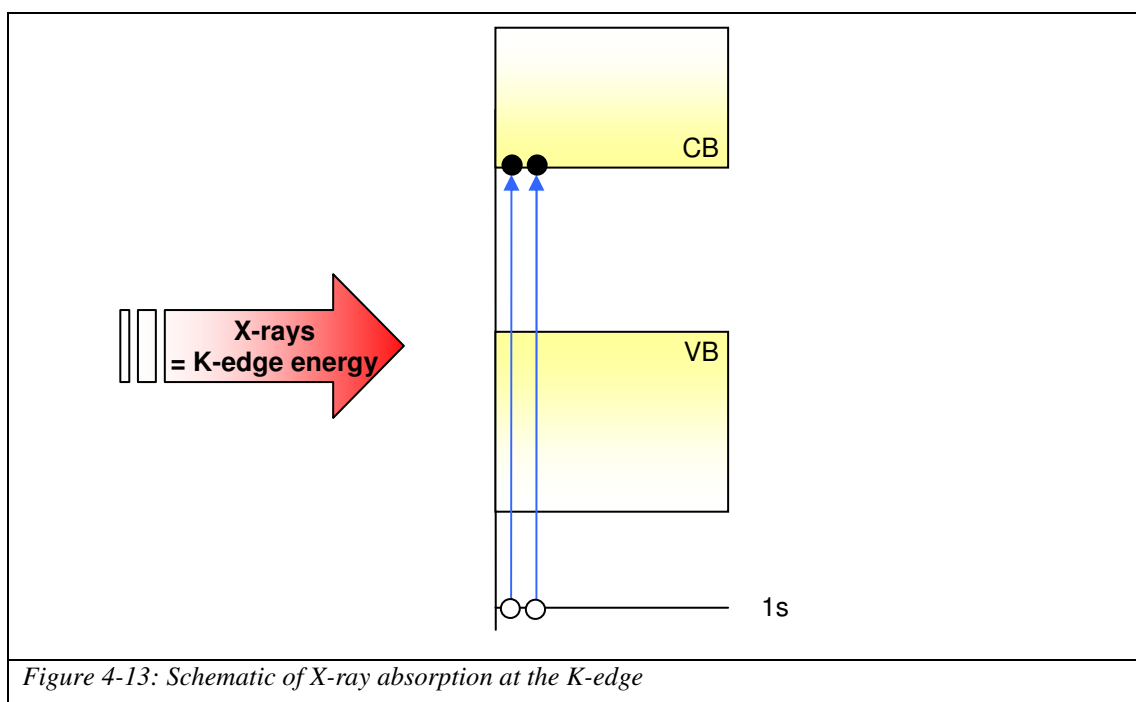 CB
X-rays
= K-edge energy
VB
1s
Figure 4-13: Schematic of X-ray absorption at the K-edge